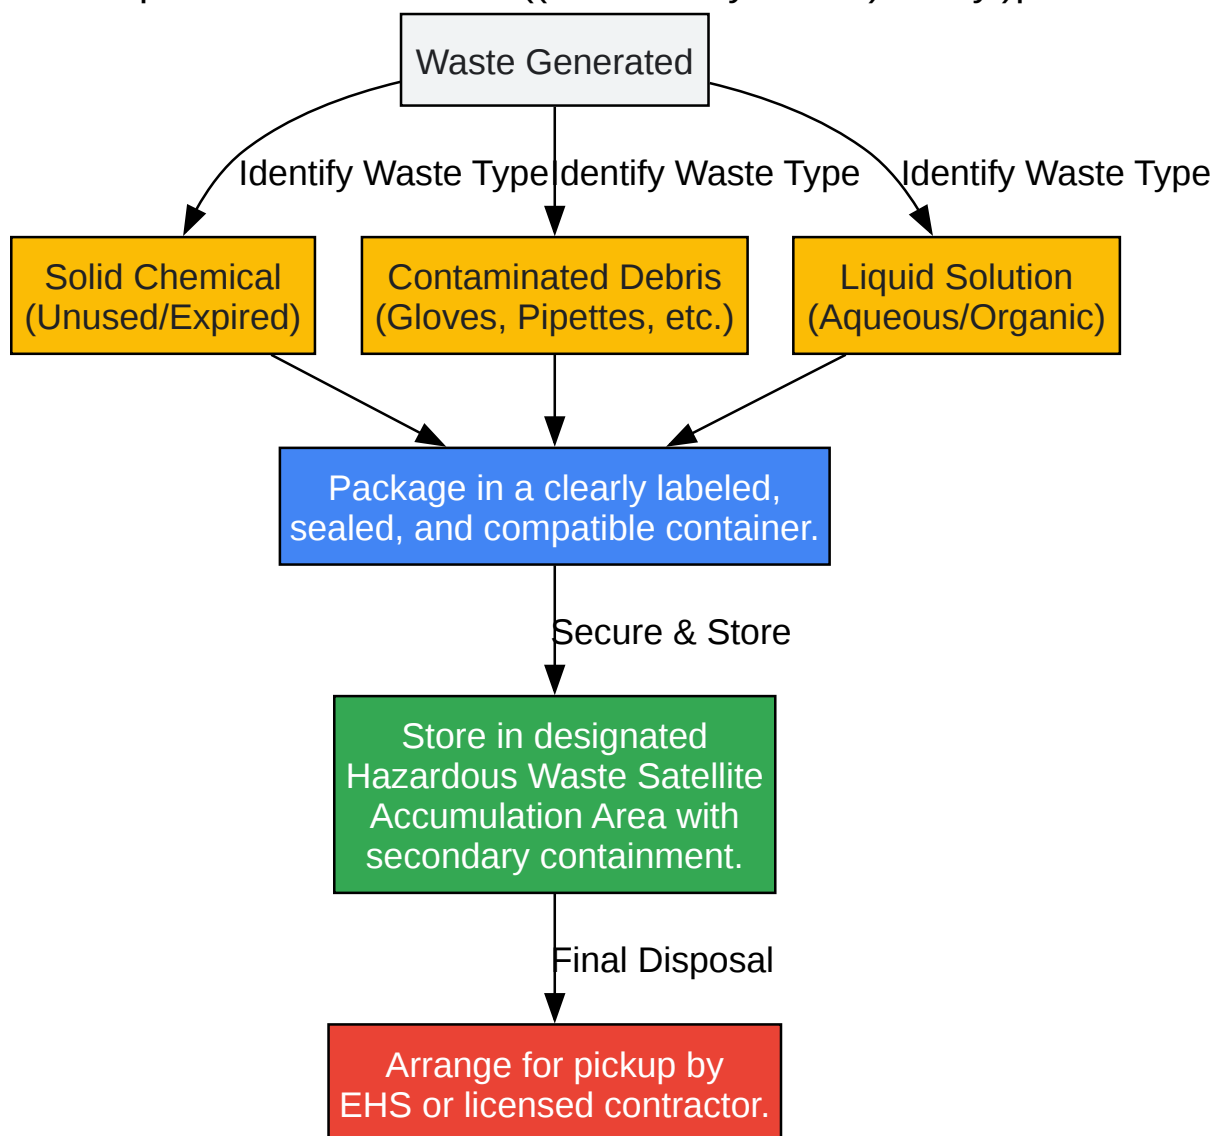 Waste Generated
Identify Waste Type
Identify Waste Type
Identify Waste Type
Solid Chemical
(Unused/Expired)
Contaminated Debris
(Gloves, Pipettes, etc.)
Liquid Solution
(Aqueous/Organic)
Package in a clearly labeled,
sealed, and compatible container.
Secure & Store
Store in designated
Hazardous Waste Satellite
Accumulation Area with
secondary containment.
Final Disposal
Arrange for pickup by
EHS or licensed contractor.